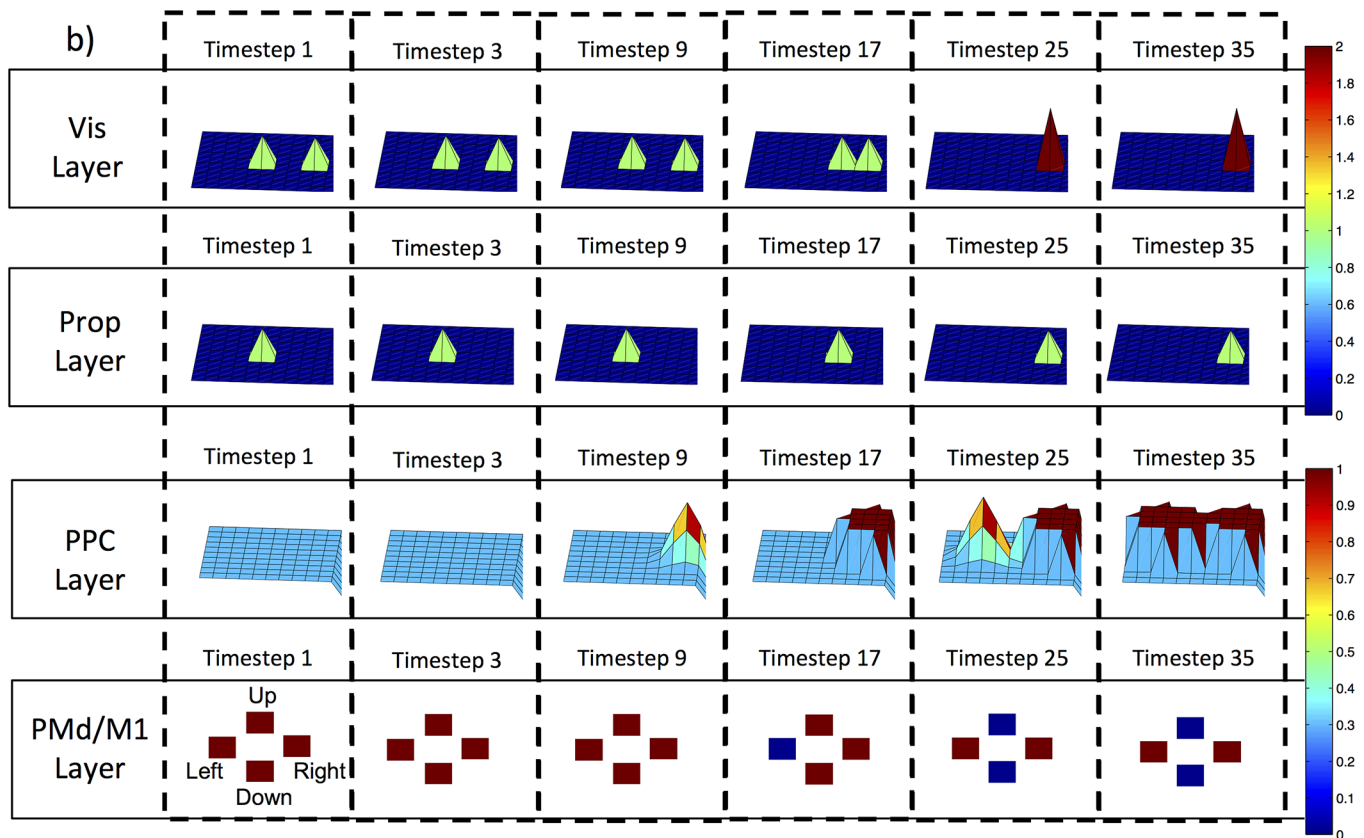 b)
Timestep 1 Timestep 3 Timestep 9 Timestep 17 Timestep 25 Timestep 35
Vis
Layer
Timestep 1 Timestep 3 Timestep 9 Timestep 17 Timestep 25 Timestep 35
Prop
Layer
2
1.8
1.6
1.4
1.2
1
0.8
0.6
0.4
0.2
0
Timestep 1 Timestep 3 Timestep 9 Timestep 17 Timestep 25 Timestep 35
PPC
Layer
Timestep 1 Timestep 3 Timestep 9 Timestep 17 Timestep 25 Timestep 35
PMd/M1
Layer
Up
Left Right
Down
1
0.9
0.8
0.7
0.6
0.5
0.4
0.3
0.2
0.1
0